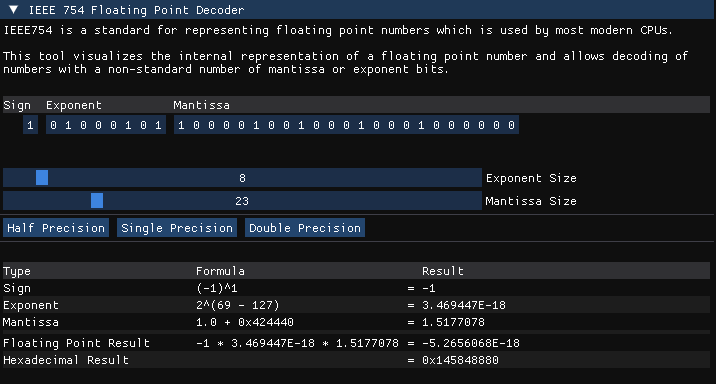 ▼ IEEE 754 Floating Point Decoder
IEEE754 is a standard for representing floating point numbers which is used by most modern CPUs.
This tool visualizes the internal representation of a floating point number and allows decoding of
numbers with a non-standard number of mantissa or exponent bits.
Sign Exponent Mantissa
1 0 1 0 0 0 1 0 1 1 0 0 0 0 1 0 0 1 0 0 0 1 0 0 0 1 0 0 0 0 0 0
8 Exponent Size
23 Mantissa Size
Half Precision Single Precision Double Precision
Type Formula Result
Sign (-1)^1 = -1
Exponent 2^(69 - 127) = 3.469447E-18
Mantissa 1.0 + 0x424440 = 1.5177078
Floating Point Result -1 * 3.469447E-18 * 1.5177078 = -5.2656068E-18
Hexadecimal Result = 0x145848880